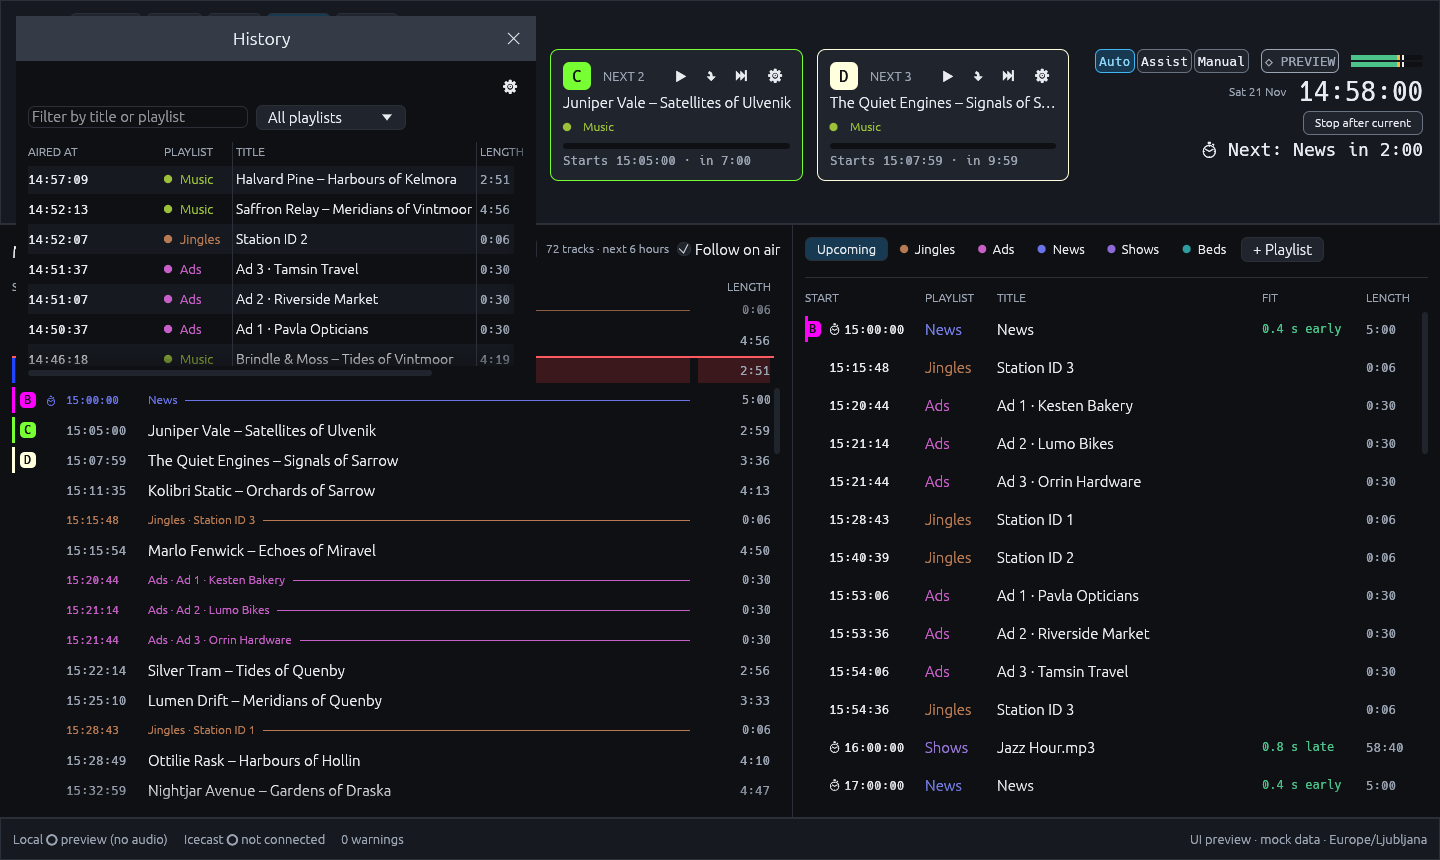 History
Filter by title or playlist
All playlists
AIRED AT PLAYLIST TITLE LENGTH
14:57:09 Music Halvard Pine – Harbours of Kelmora 2:51
14:52:13 Music Saffron Relay – Meridians of Vintmoor 4:56
14:52:07 Jingles Station ID 2 0:06
14:51:37 Ads Ad 3 · Tamsin Travel 0:30
14:51:07 Ads Ad 2 · Riverside Market 0:30
14:50:37 Ads Ad 1 · Pavla Opticians 0:30
14:46:18 Music Brindle & Moss – Tides of Vintmoor 4:19
C NEXT 2
Juniper Vale – Satellites of Ulvenik
Music
Starts 15:05:00 · in 7:00
D NEXT 3
The Quiet Engines – Signals of S…
Music
Starts 15:07:59 · in 9:59
Auto Assist Manual ◇ PREVIEW
Sat 21 Nov 14:58:00
Stop after current
Next: News in 2:00
72 tracks · next 6 hours Follow on air
LENGTH
0:06
4:56
2:51
B 15:00:00 News 5:00
C 15:05:00 Juniper Vale – Satellites of Ulvenik 2:59
D 15:07:59 The Quiet Engines – Signals of Sarrow 3:36
15:11:35 Kolibri Static – Orchards of Sarrow 4:13
15:15:48 Jingles · Station ID 3 0:06
15:15:54 Marlo Fenwick – Echoes of Miravel 4:50
15:20:44 Ads · Ad 1 · Kesten Bakery 0:30
15:21:14 Ads · Ad 2 · Lumo Bikes 0:30
15:21:44 Ads · Ad 3 · Orrin Hardware 0:30
15:22:14 Silver Tram – Tides of Quenby 2:56
15:25:10 Lumen Drift – Meridians of Quenby 3:33
15:28:43 Jingles · Station ID 1 0:06
15:28:49 Ottilie Rask – Harbours of Hollin 4:10
15:32:59 Nightjar Avenue – Gardens of Draska 4:47
Upcoming Jingles Ads News Shows Beds + Playlist
START PLAYLIST TITLE FIT LENGTH
B 15:00:00 News News 0.4 s early 5:00
15:15:48 Jingles Station ID 3 0:06
15:20:44 Ads Ad 1 · Kesten Bakery 0:30
15:21:14 Ads Ad 2 · Lumo Bikes 0:30
15:21:44 Ads Ad 3 · Orrin Hardware 0:30
15:28:43 Jingles Station ID 1 0:06
15:40:39 Jingles Station ID 2 0:06
15:53:06 Ads Ad 1 · Pavla Opticians 0:30
15:53:36 Ads Ad 2 · Riverside Market 0:30
15:54:06 Ads Ad 3 · Tamsin Travel 0:30
15:54:36 Jingles Station ID 3 0:06
16:00:00 Shows Jazz Hour.mp3 0.8 s late 58:40
17:00:00 News News 0.4 s early 5:00
Local preview (no audio) Icecast not connected 0 warnings
UI preview · mock data · Europe/Ljubljana